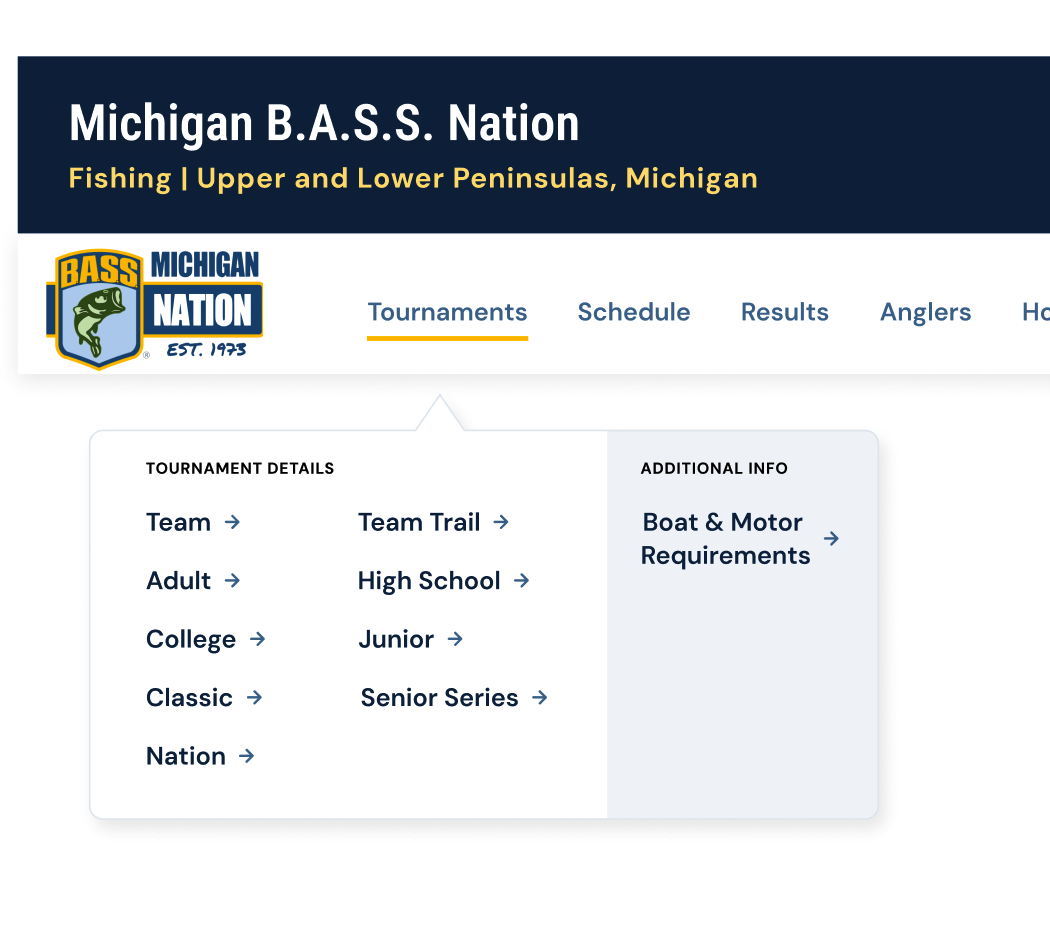 Michigan B.A.S.S. Nation
Fishing | Upper and Lower Peninsulas, Michigan
BASS
MICHIGAN
NATION
EST. 1973
®
Tournaments
Schedule
Results
Anglers
Ho
TOURNAMENT DETAILS
Team
Adult
College
Classic
Nation
Team Trail
High School
Junior
Senior Series
ADDITIONAL INFO
Boat & Motor
Requirements